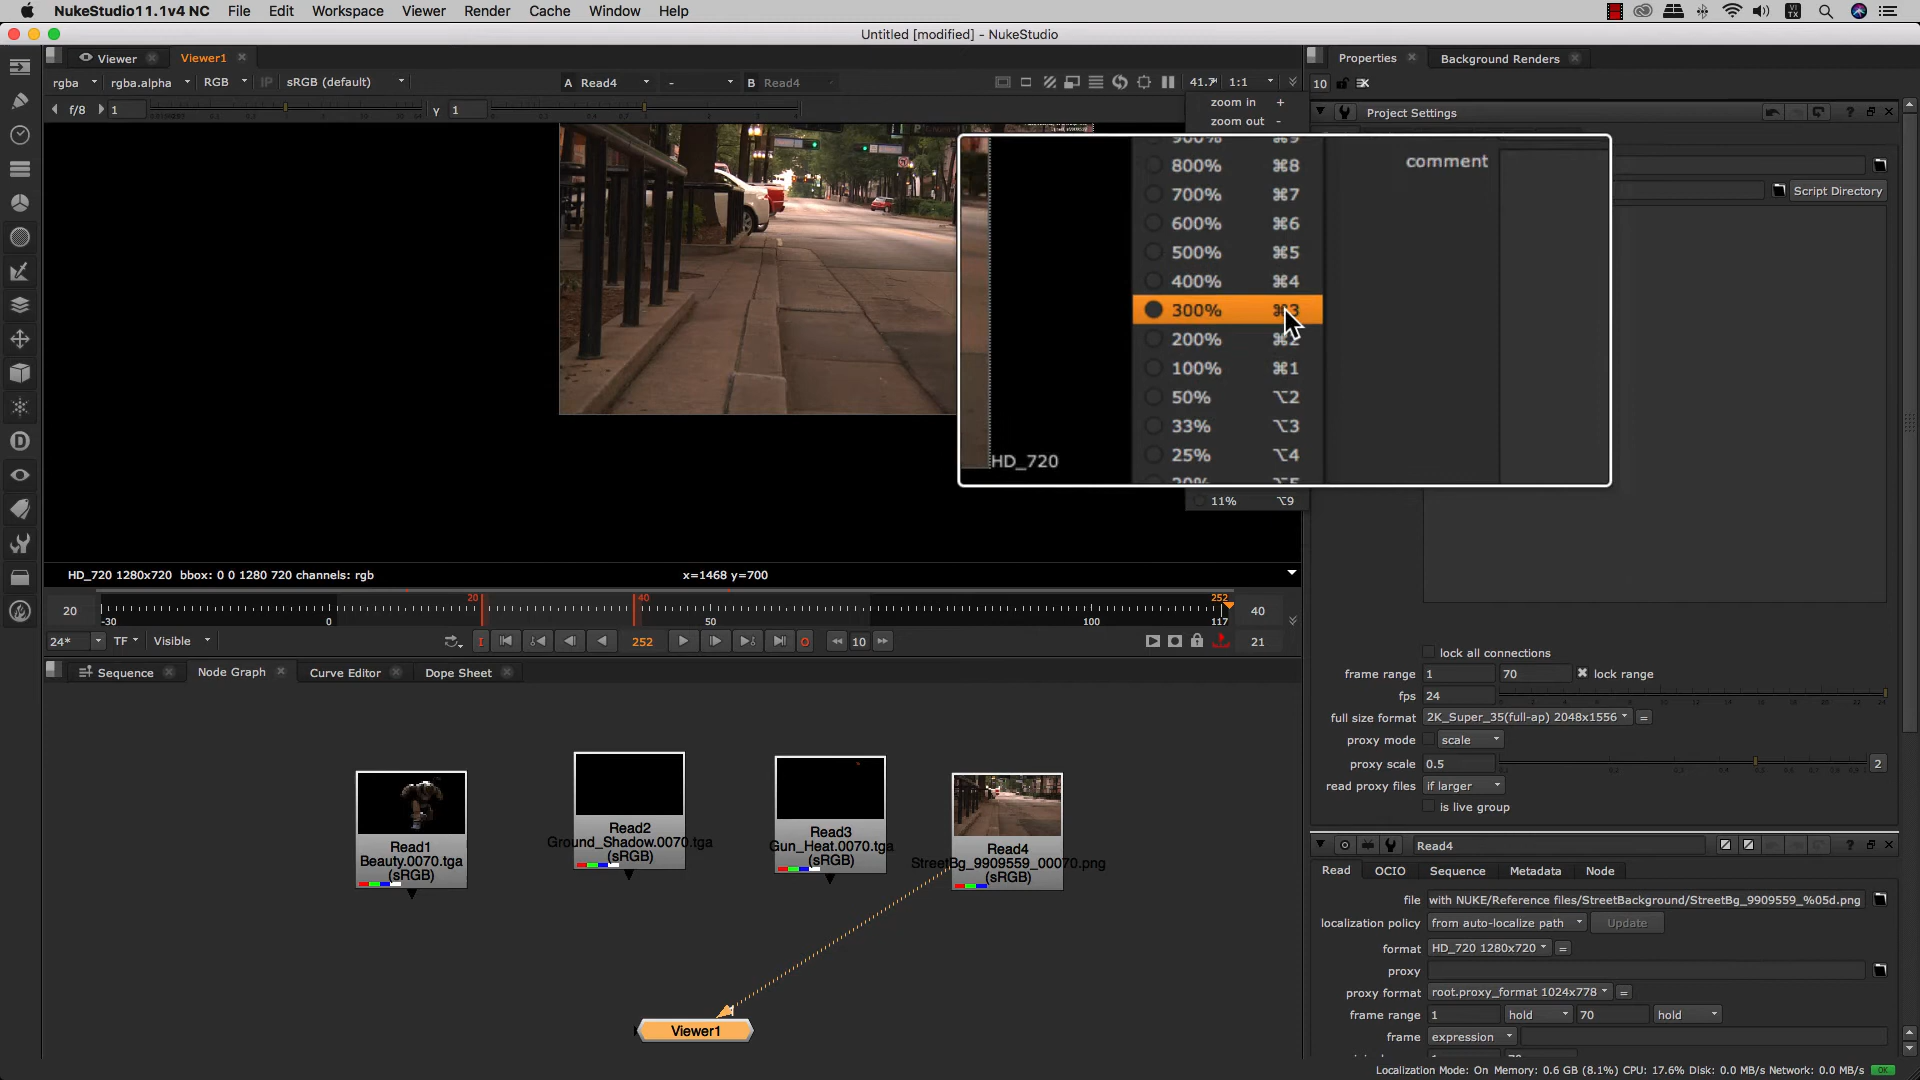 NukeStudio11.1v4 NC File Edit Workspace Viewer Render Cache Window Help
Untitled [modified] - NukeStudio
Viewer Viewer1
rgba rgba.alpha RGB IP sRGB (default) A Read4 - B Read4 41.7 1:1
f/8 1 y 1
zoom in +
zoom out -
900% ⌘9
800% ⌘8
700% ⌘7
600% ⌘6
500% ⌘5
400% ⌘4
300% ⌘3
200% ⌘2
100% ⌘1
50% ⌥2
33% ⌥3
25% ⌥4
20% ⌥5
11% ⌥9
comment
HD_720
HD_720 1280x720 bbox: 0 0 1280 720 channels: rgb x=1468 y=700
20 20 40 252 40
-30 0 50 100 117
24* TF Visible I 252 O 10 21
Sequence Node Graph Curve Editor Dope Sheet
Read1
Beauty.0070.tga
(sRGB)
Read2
Ground_Shadow.0070.tga
(sRGB)
Read3
Gun_Heat.0070.tga
(sRGB)
Read4
StreetBg_9909559_00070.png
(sRGB)
Viewer1
Properties Background Renders
10
Project Settings
Script Directory
lock all connections
frame range 1 70 lock range
fps 24
full size format 2K_Super_35(full-ap) 2048x1556 =
proxy mode scale
proxy scale 0.5 2
read proxy files if larger
is live group
Read4
Read OCIO Sequence Metadata Node
file with NUKE/Reference files/StreetBackground/StreetBg_9909559_%05d.png
localization policy from auto-localize path Update
format HD_720 1280x720 =
proxy
proxy format root.proxy_format 1024x778 =
frame range 1 hold 70 hold
frame expression
Localization Mode: On Memory: 0.6 GB (8.1%) CPU: 17.6% Disk: 0.0 MB/s Network: 0.0 MB/s OK